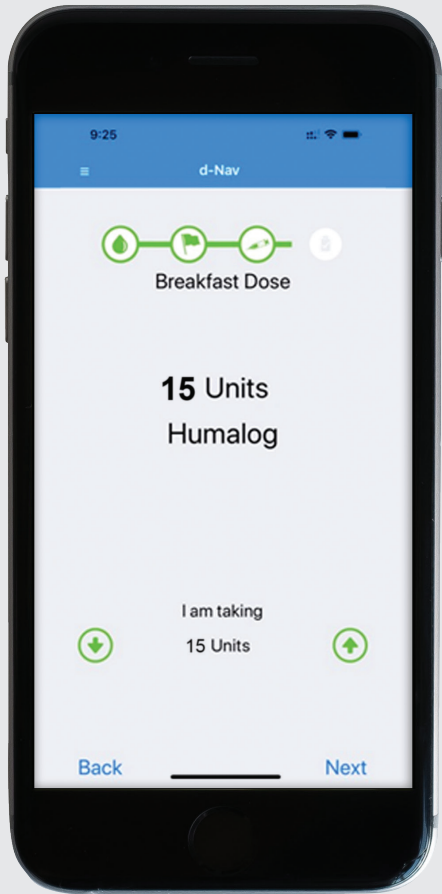 9:25
d-Nav
Breakfast Dose
15 Units
Humalog
I am taking
15 Units
Back
Next